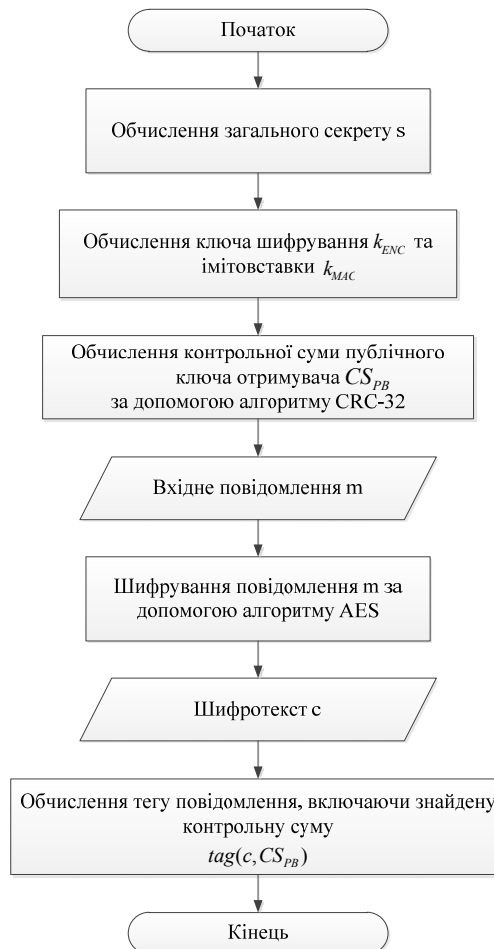 Початок
Обчислення загального секрету s
Обчислення ключа шифрування k_ENC та
імітовставки k_MAC
Обчислення контрольної суми публічного
ключа отримувача CS_PB
за допомогою алгоритму CRC-32
Вхідне повідомлення m
Шифрування повідомлення m за
допомогою алгоритму AES
Шифротекст c
Обчислення тегу повідомлення, включаючи знайдену
контрольну суму
tag(c,CS_PB)
Кінець